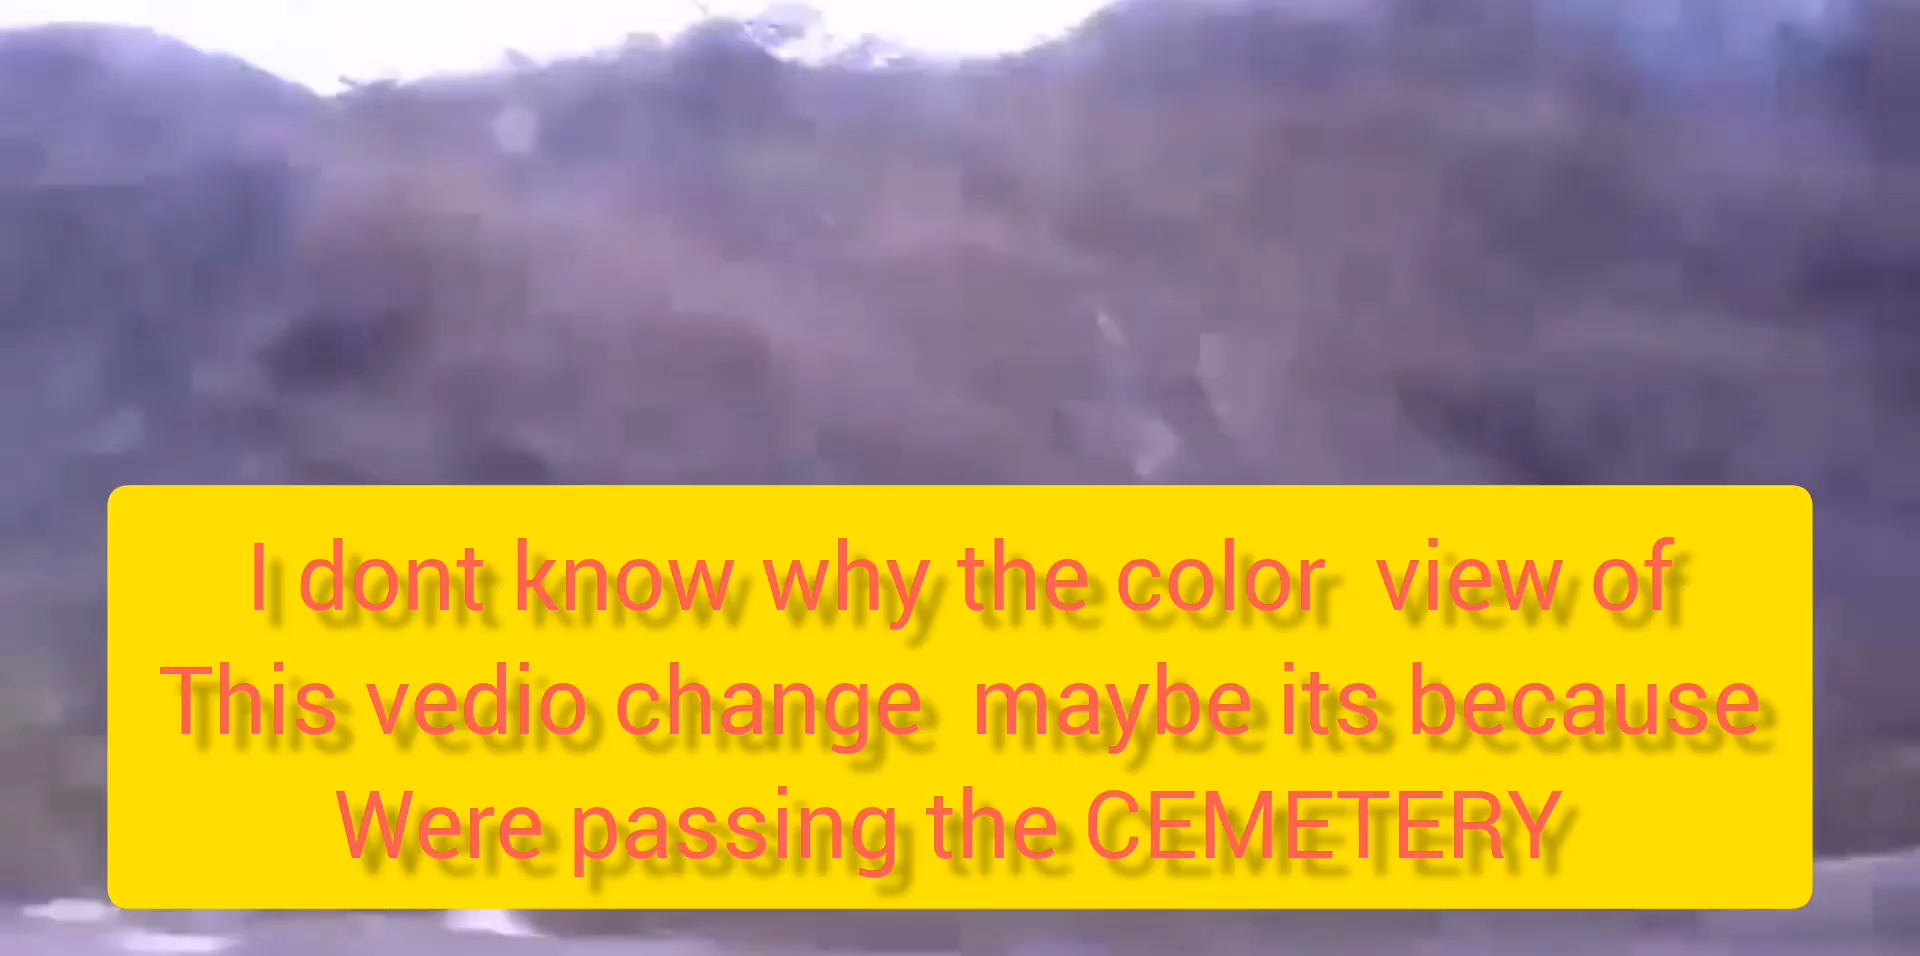 I dont know why the color view of
This vedio change maybe its because
Were passing the CEMETERY